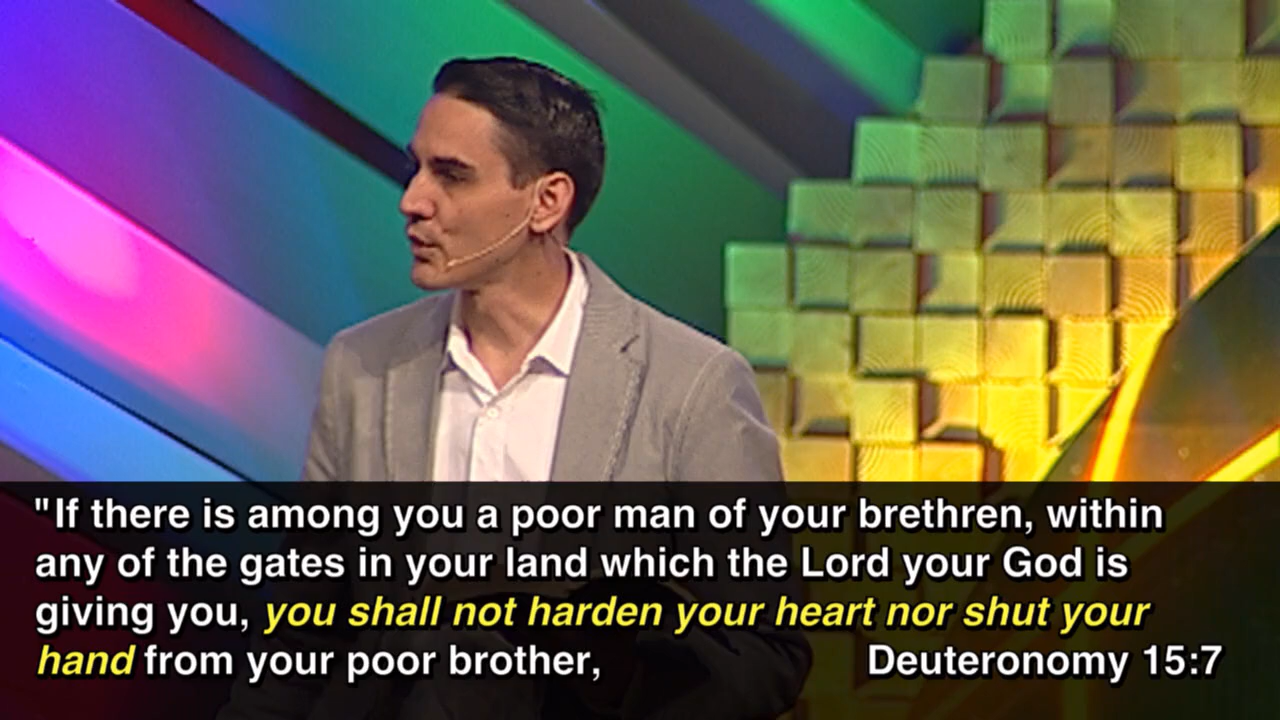 "If there is among you a poor man of your brethren, within
any of the gates in your land which the Lord your God is
giving you, you shall not harden your heart nor shut your
hand from your poor brother, Deuteronomy 15:7